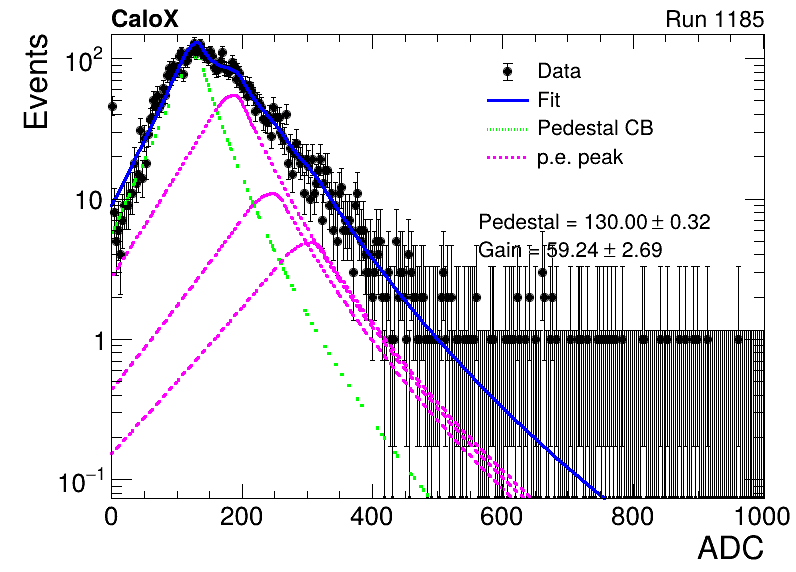 CaloX Run 1185
Events
10²
10
1
10⁻¹
Data
Fit
Pedestal CB
p.e. peak
Pedestal = 130.00 ± 0.32
Gain = 59.24 ± 2.69
0 200 400 600 800 1000
ADC